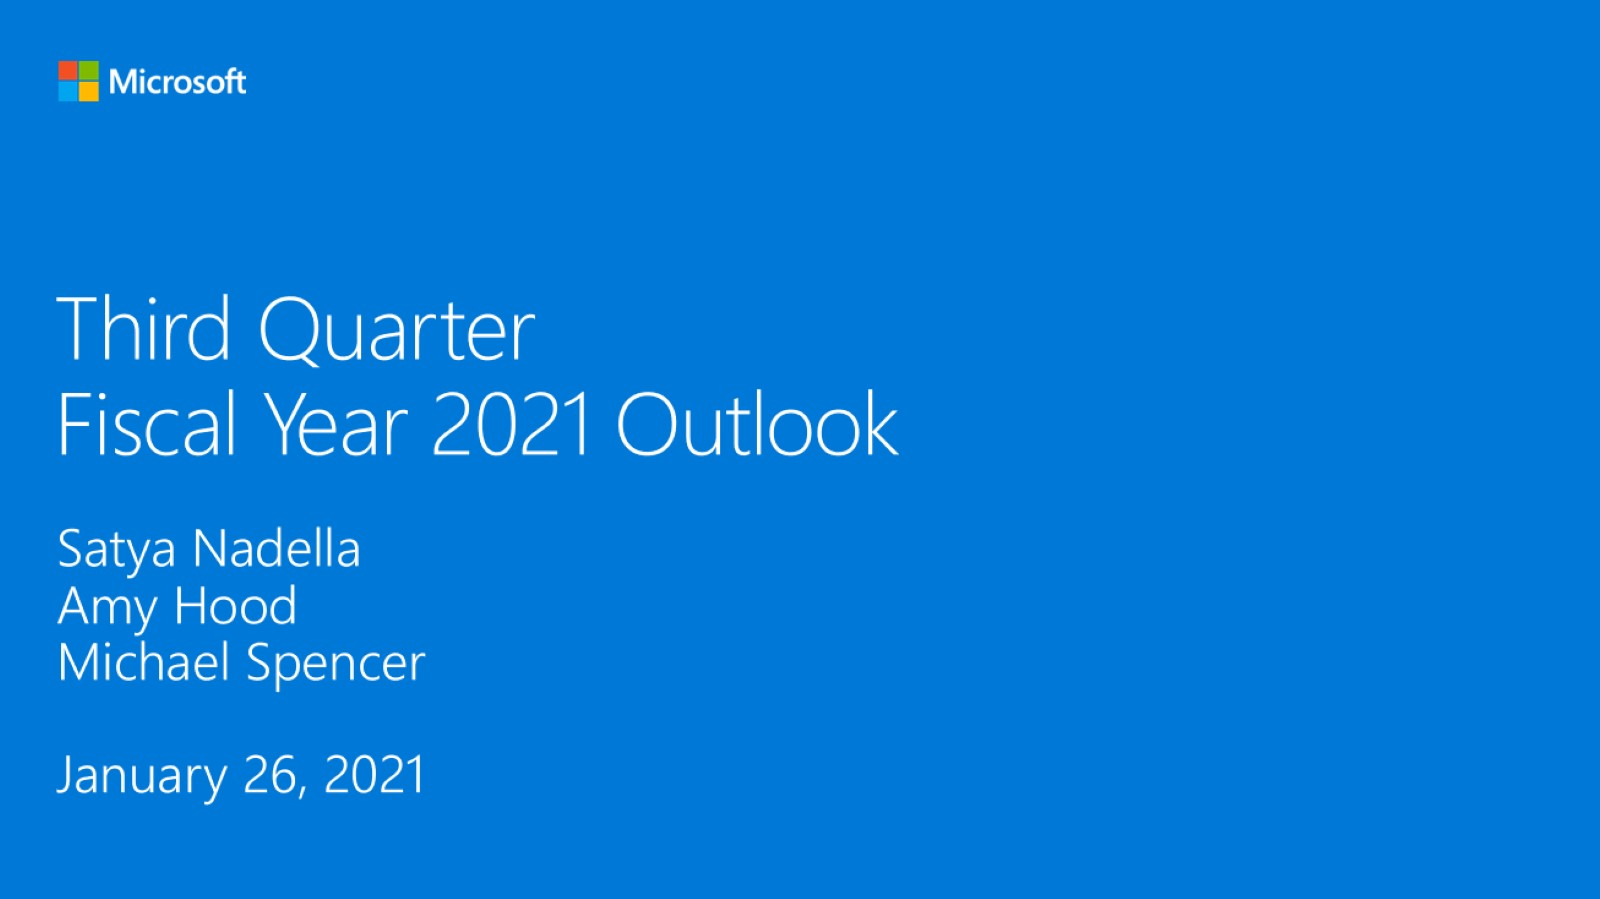 Microsoft
Third Quarter
Fiscal Year 2021 Outlook
Satya Nadella
Amy Hood
Michael Spencer
January 26, 2021